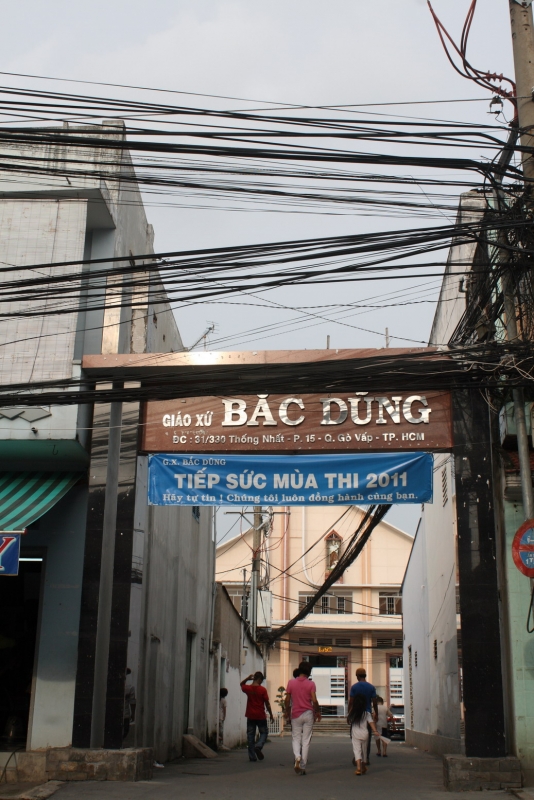 GIÁO XỨ BẮC DŨNG
ĐC : 31/330 Thống Nhất - P. 15 - Q. Gò Vấp - TP. HCM
G.X. BẮC DŨNG
TIẾP SỨC MÙA THI 2011
Hãy tự tin ! Chúng tôi luôn đồng hành cùng bạn.